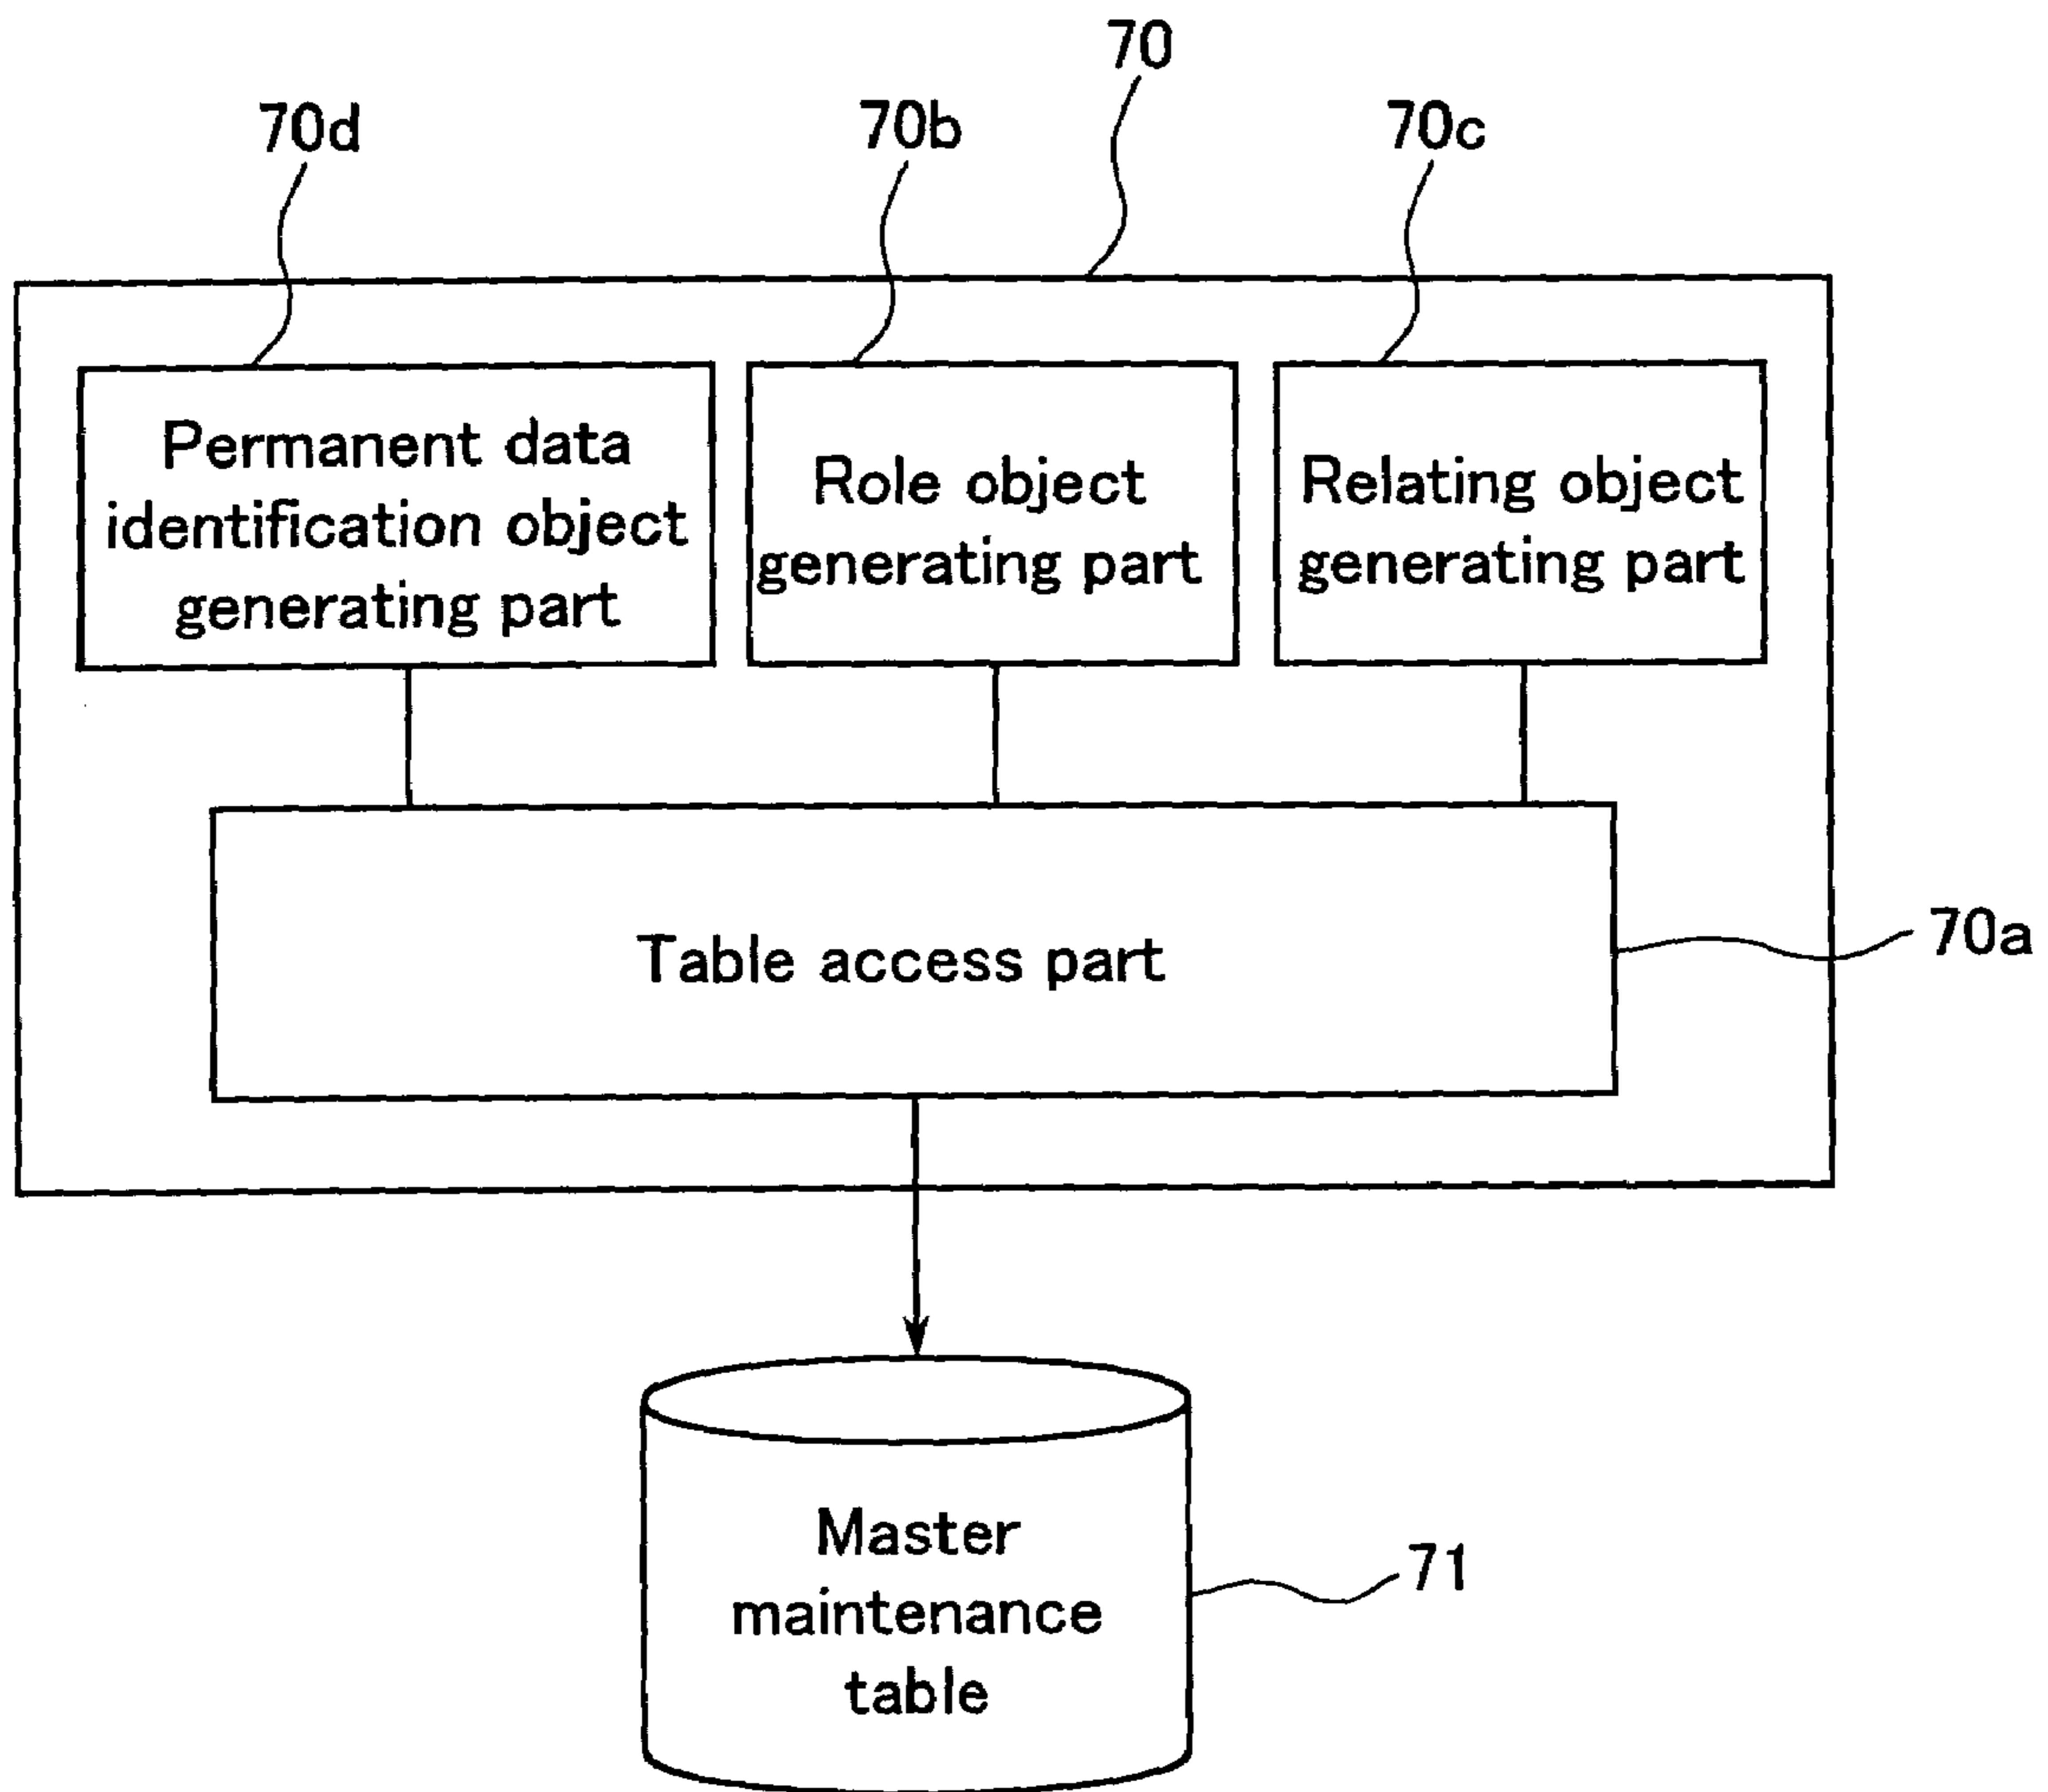 70
70d
70b
70c
Permanent data
identification object
generating part
Role object
generating part
Relating object
generating part
Table access part
70a
Master
maintenance
table
71